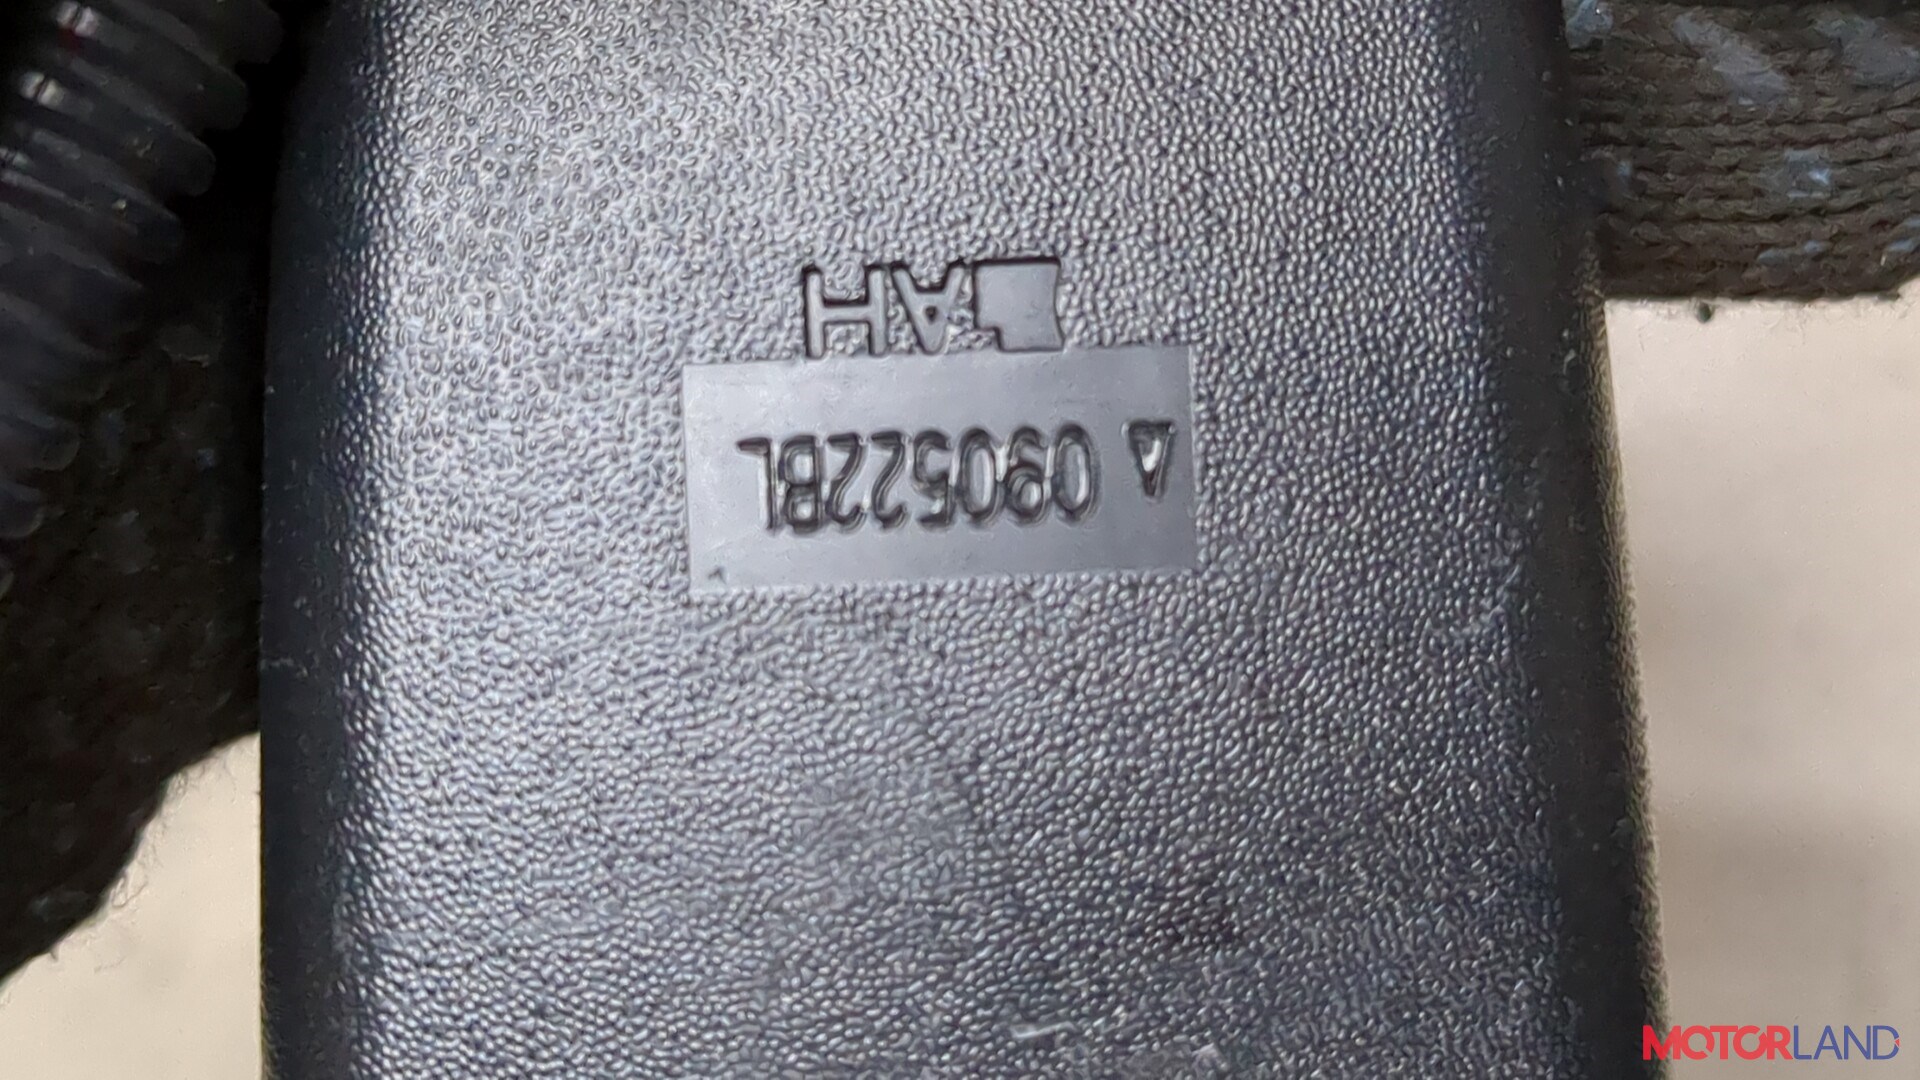 △ 090522BL
AH
MOTORLAND